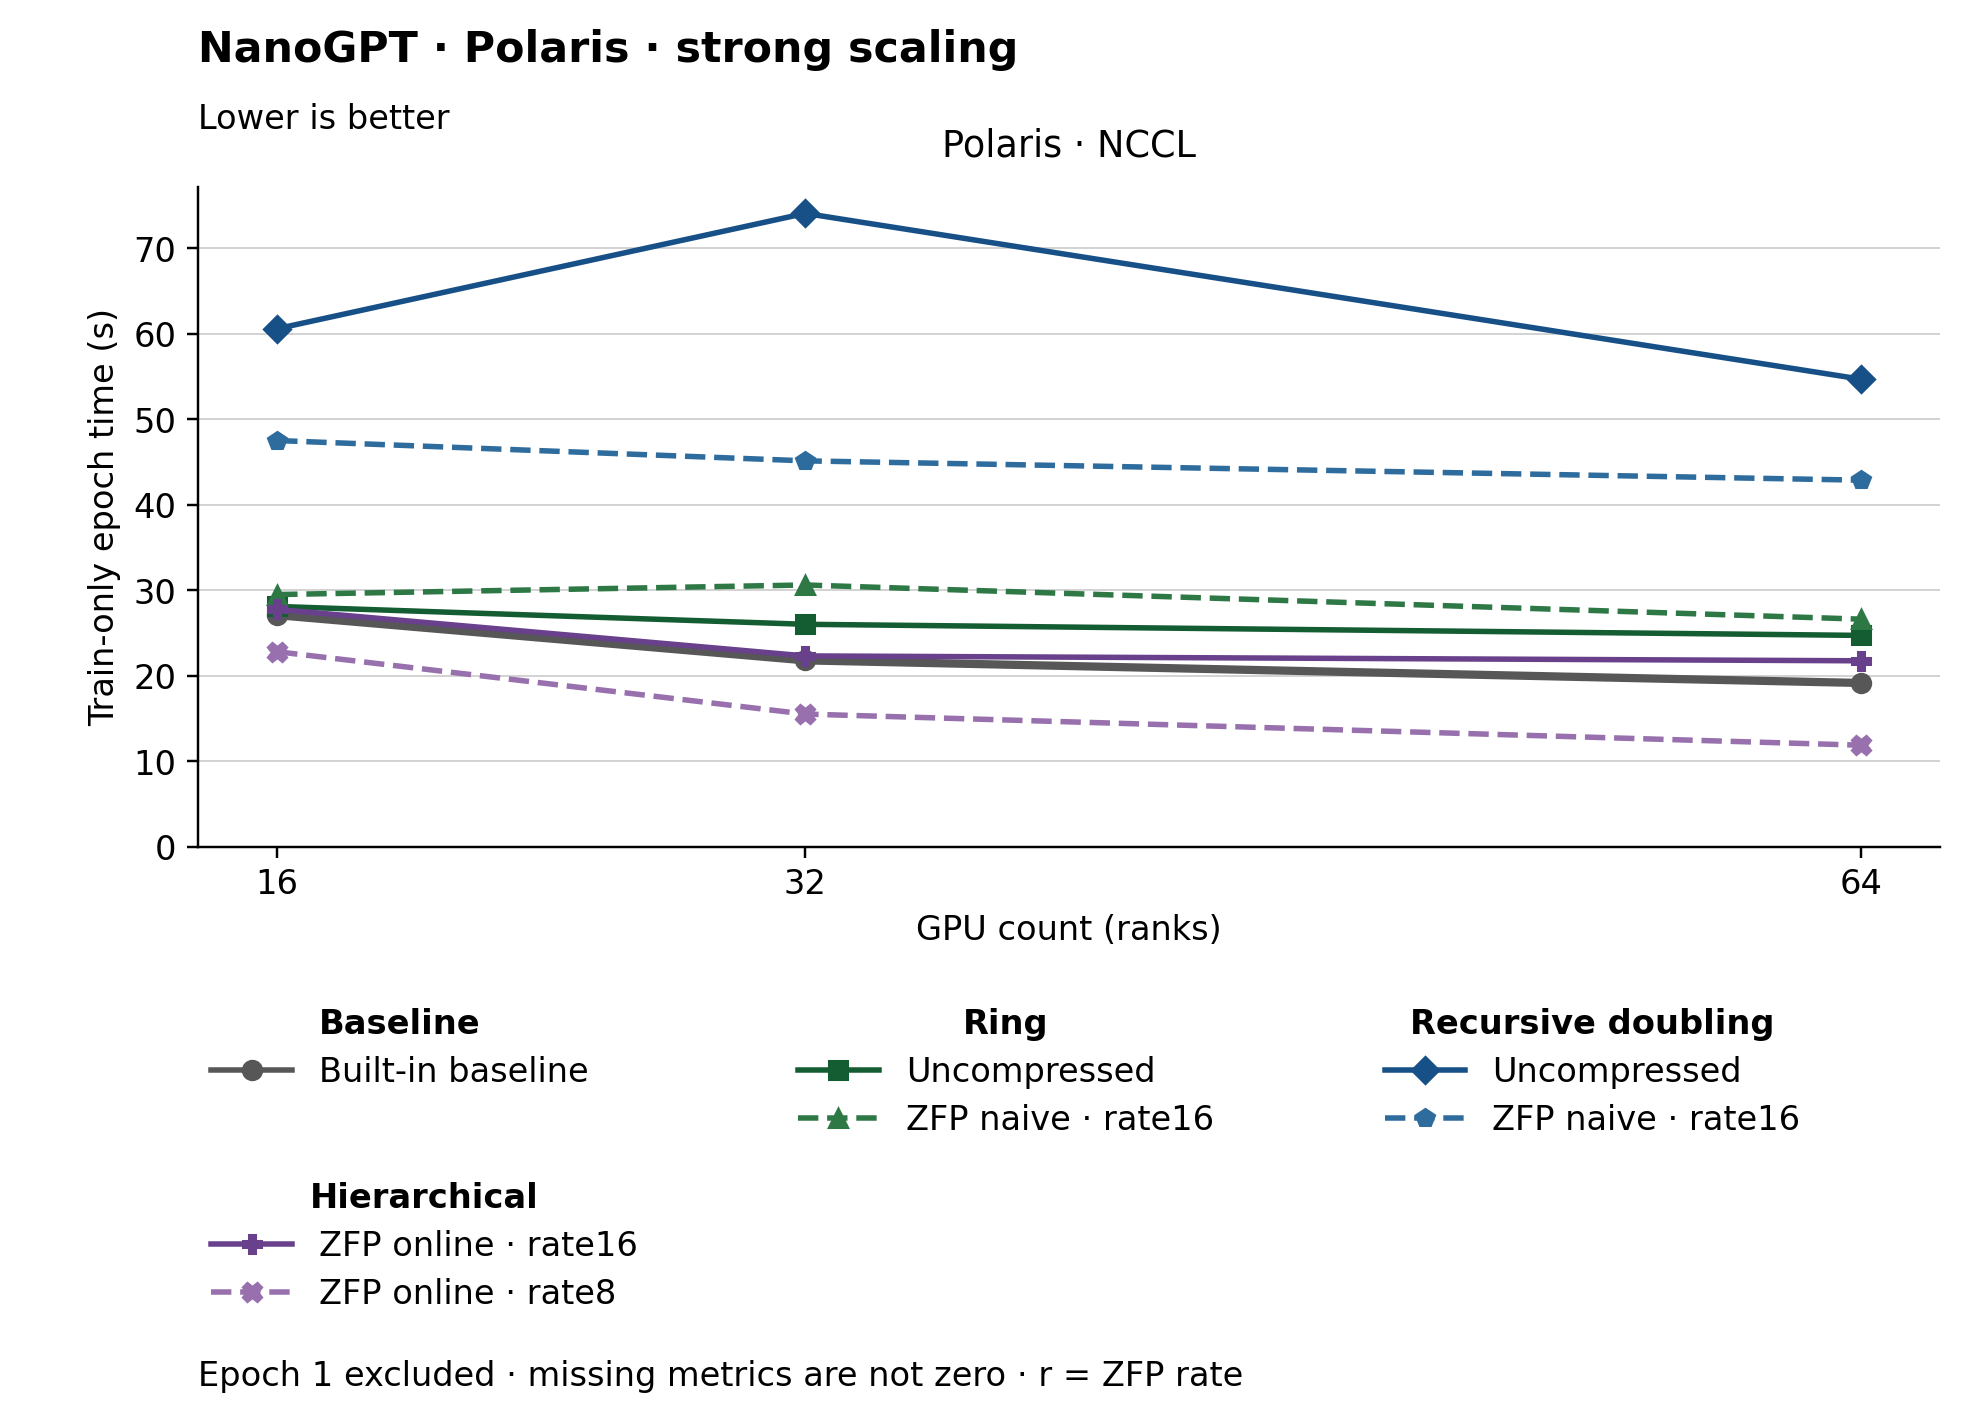 NanoGPT · Polaris · strong scaling
Lower is better
Polaris · NCCL
Train-only epoch time (s)
70
60
50
40
30
20
10
0
16 32 64
GPU count (ranks)
Baseline
Built-in baseline
Ring
Uncompressed
ZFP naive · rate16
Recursive doubling
Uncompressed
ZFP naive · rate16
Hierarchical
ZFP online · rate16
ZFP online · rate8
Epoch 1 excluded · missing metrics are not zero · r = ZFP rate